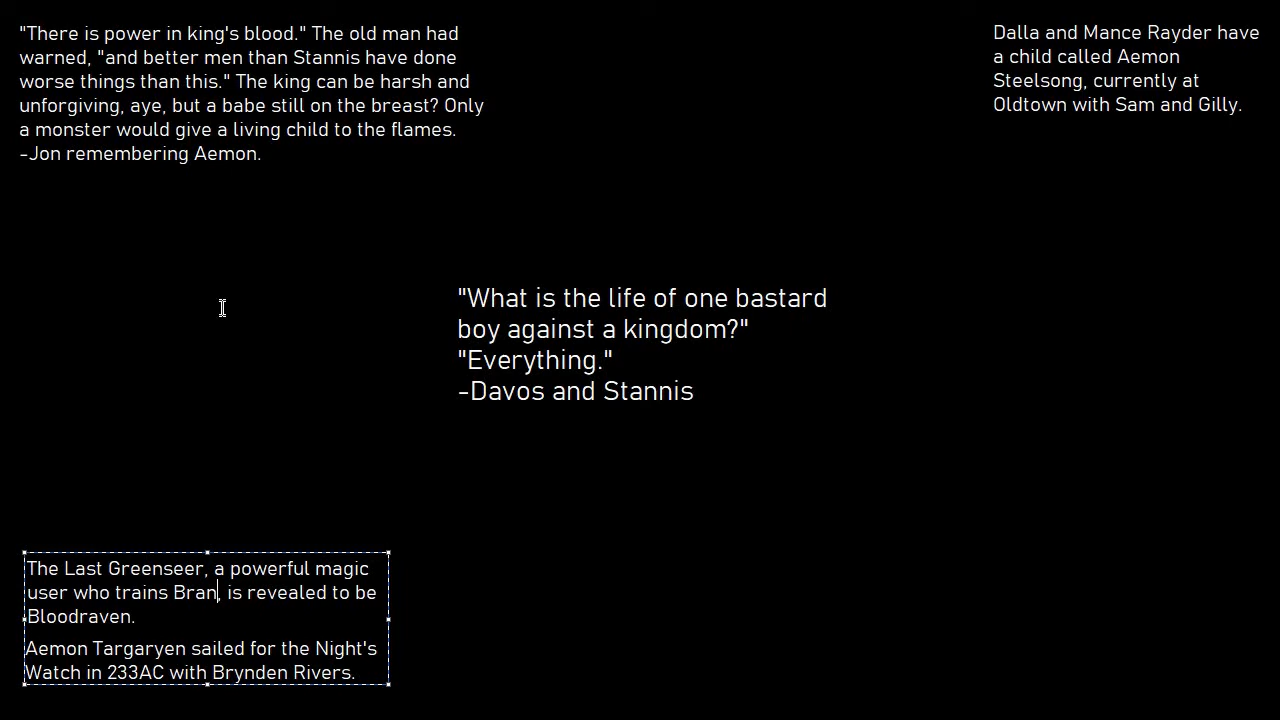 "There is power in king's blood." The old man had
warned, "and better men than Stannis have done
worse things than this." The king can be harsh and
unforgiving, aye, but a babe still on the breast? Only
a monster would give a living child to the flames.
-Jon remembering Aemon.
Dalla and Mance Rayder have
a child called Aemon
Steelsong, currently at
Oldtown with Sam and Gilly.
"What is the life of one bastard
boy against a kingdom?"
"Everything."
-Davos and Stannis
The Last Greenseer, a powerful magic
user who trains Bran, is revealed to be
Bloodraven.
Aemon Targaryen sailed for the Night's
Watch in 233AC with Brynden Rivers.